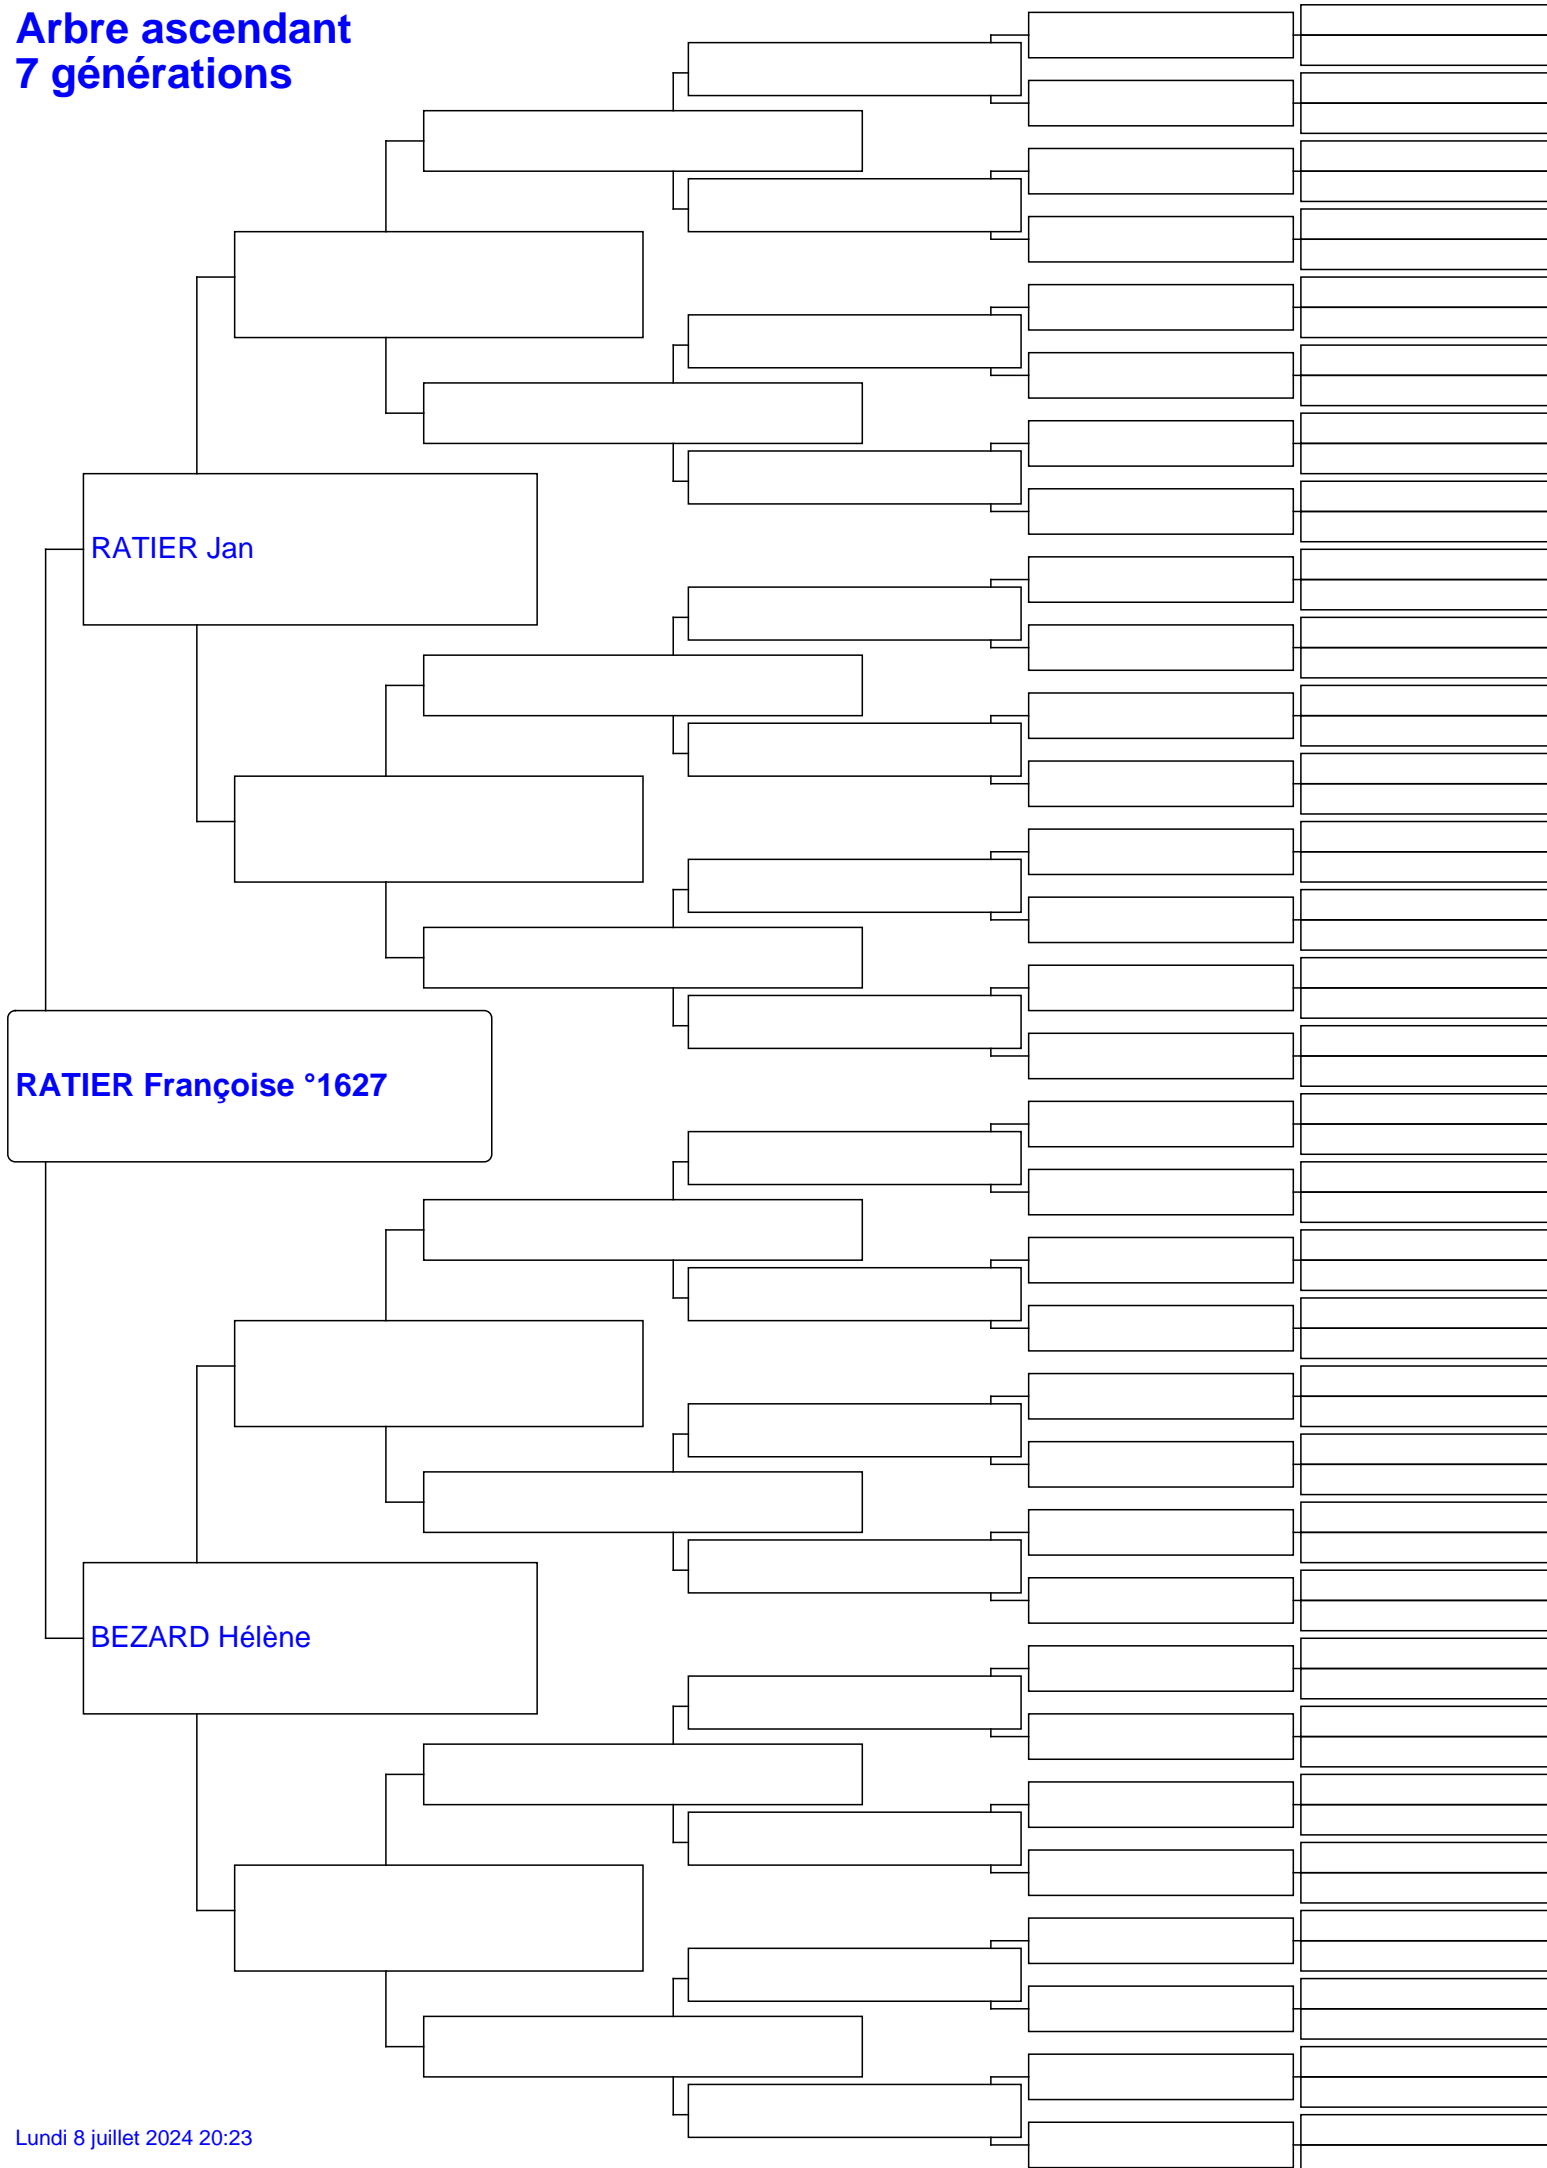 Arbre ascendant
7 générations
RATIER Jan
RATIER Françoise °1627
BEZARD Hélène
Lundi 8 juillet 2024 20:23